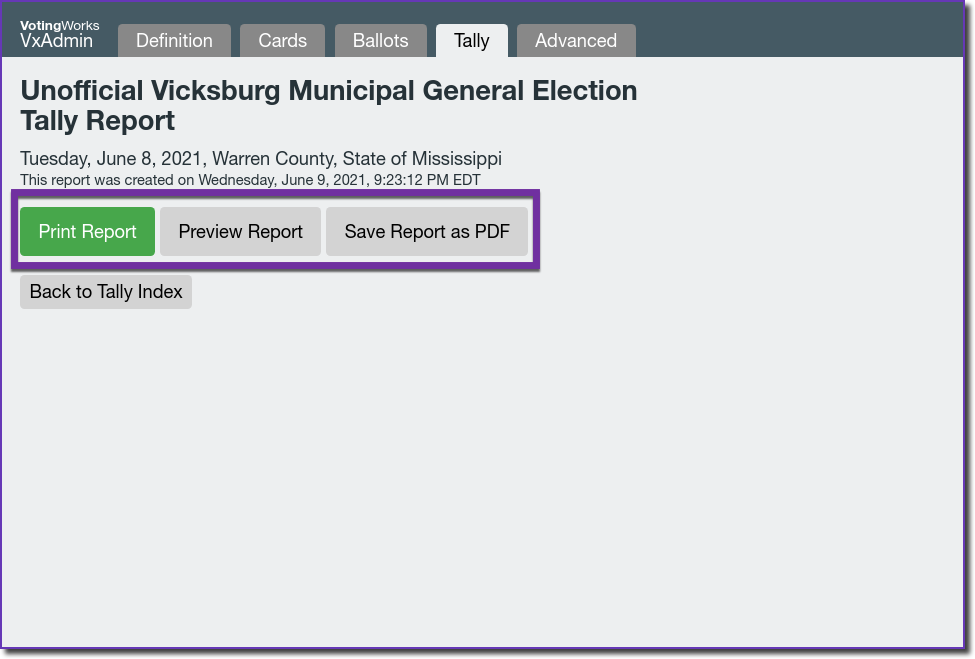 VotingWorks
VxAdmin
Definition
Cards
Ballots
Tally
Advanced
Unofficial Vicksburg Municipal General Election
Tally Report
Tuesday, June 8, 2021, Warren County, State of Mississippi
This report was created on Wednesday, June 9, 2021, 9:23:12 PM EDT
Print Report
Preview Report
Save Report as PDF
Back to Tally Index